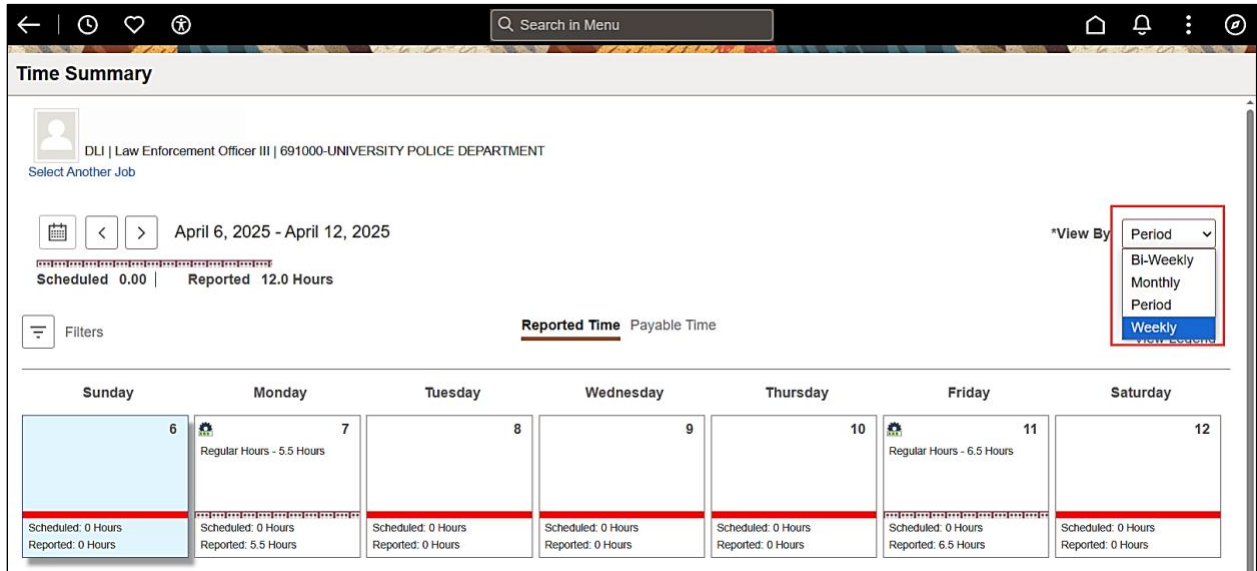 Search in Menu
Time Summary
DLI | Law Enforcement Officer III | 691000-UNIVERSITY POLICE DEPARTMENT
Select Another Job
April 6, 2025 - April 12, 2025
*View By Period
Bi-Weekly
Monthly
Period
Weekly
Scheduled 0.00 | Reported 12.0 Hours
Filters
Reported Time Payable Time
View Legend
Sunday Monday Tuesday Wednesday Thursday Friday Saturday
6 7 8 9 10 11 12
Regular Hours - 5.5 Hours Regular Hours - 6.5 Hours
Scheduled: 0 Hours Scheduled: 0 Hours Scheduled: 0 Hours Scheduled: 0 Hours Scheduled: 0 Hours Scheduled: 0 Hours Scheduled: 0 Hours
Reported: 0 Hours Reported: 5.5 Hours Reported: 0 Hours Reported: 0 Hours Reported: 0 Hours Reported: 6.5 Hours Reported: 0 Hours